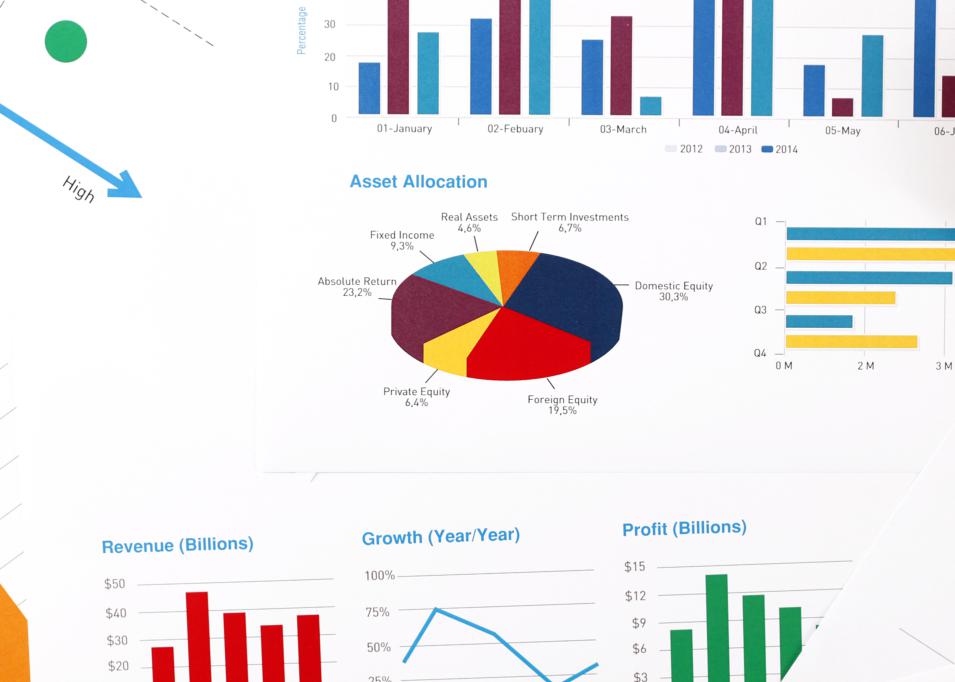 High
Percentage
30
20
10
0
01-January
02-Febuary
03-March
04-April
05-May
2012
2013
2014
Asset Allocation
Real Assets
4,6%
Short Term Investments
6,7%
Fixed Income
9,3%
Absolute Return
23,2%
Domestic Equity
30,3%
Private Equity
6,4%
Foreign Equity
19,5%
Q1
Q2
Q3
Q4
0 M
2 M
3 M
Revenue (Billions)
$50
$40
$30
$20
Growth (Year/Year)
100%
75%
50%
25%
Profit (Billions)
$15
$12
$9
$6
$3